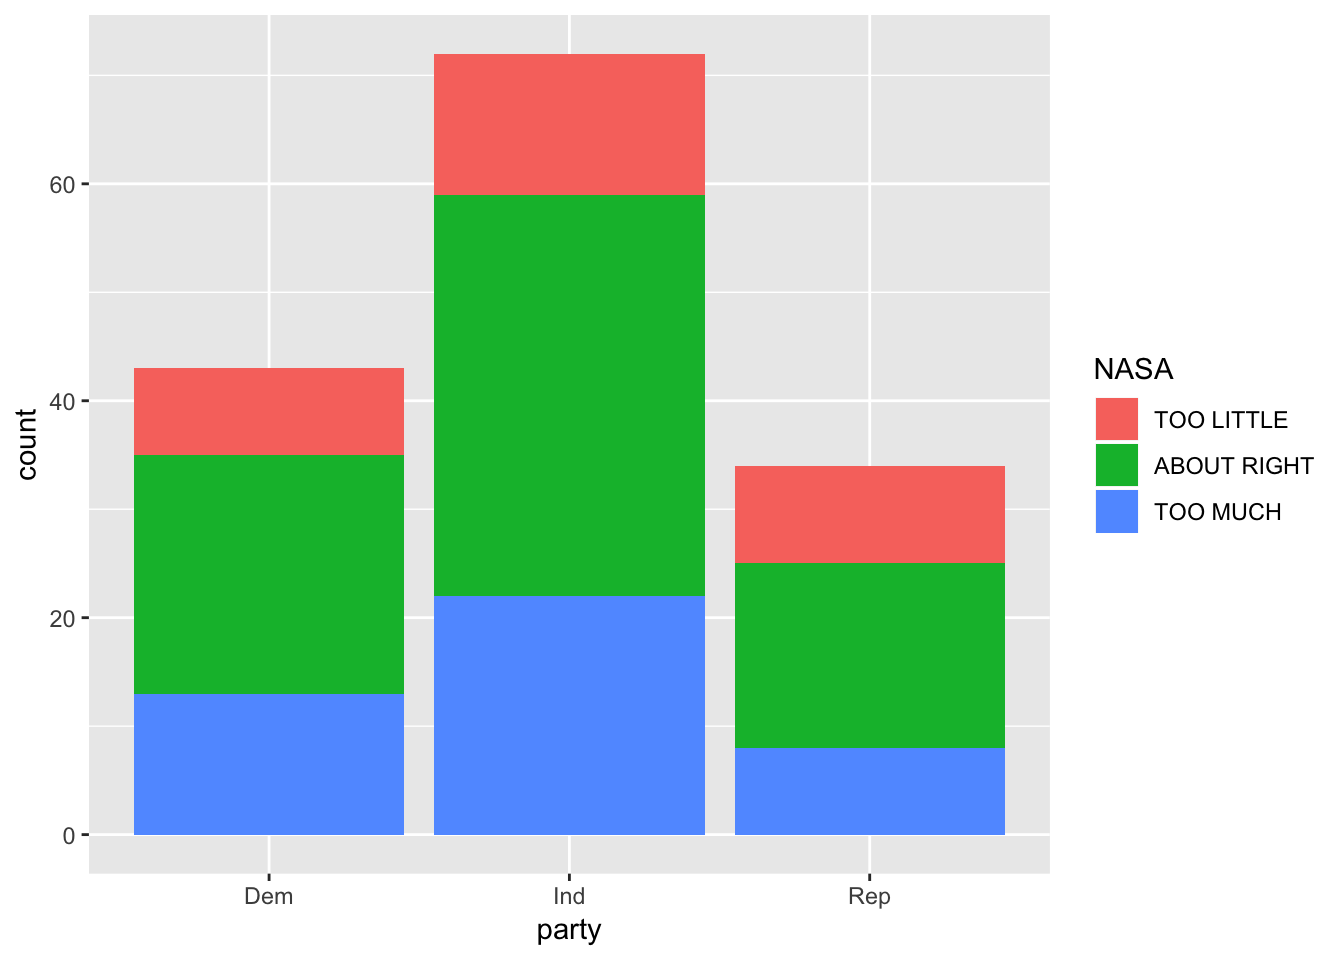 60
40
20
0
count
Dem Ind Rep
party
NASA
TOO LITTLE
ABOUT RIGHT
TOO MUCH